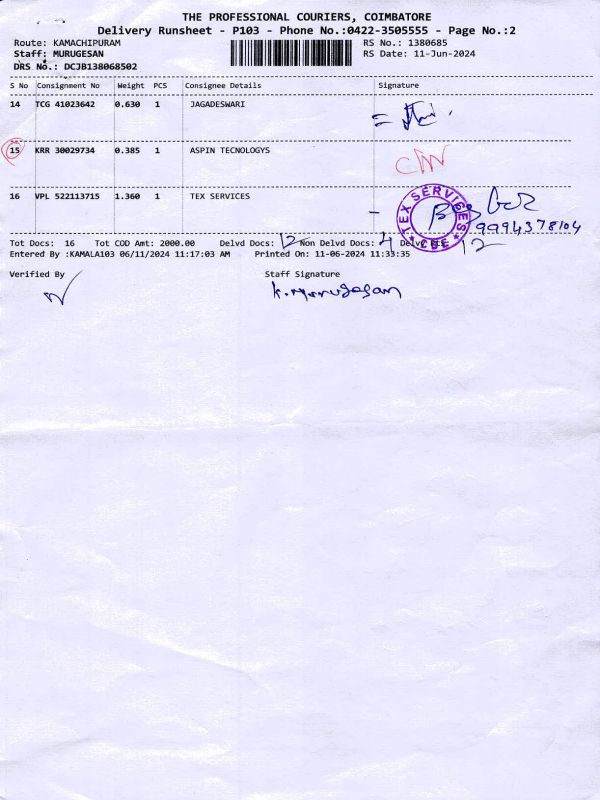 THE PROFESSIONAL COURIERS, COIMBATORE
Delivery Runsheet - P103 - Phone No.:0422-3505555 - Page No.:2
Route: KAMACHIPURAM RS No.: 1380685
Staff: MURUGESAN RS Date: 11-Jun-2024
DRS No.: DCJB138068502
S No Consignment No Weight PCS Consignee Details Signature
14 TCG 41023642 0.630 1 JAGADESWARI
15 KRR 30029734 0.385 1 ASPIN TECNOLOGYS
16 VPL 522113715 1.360 1 TEX SERVICES
TEX SERVICES
CBE
9994378104
Tot Docs: 16 Tot COD Amt: 2000.00 Delvd Docs: 12 Non Delvd Docs: 4 12
Entered By :KAMALA103 06/11/2024 11:17:03 AM Printed On: 11-06-2024 11:33:35
Verified By Staff Signature
K. Murugesan